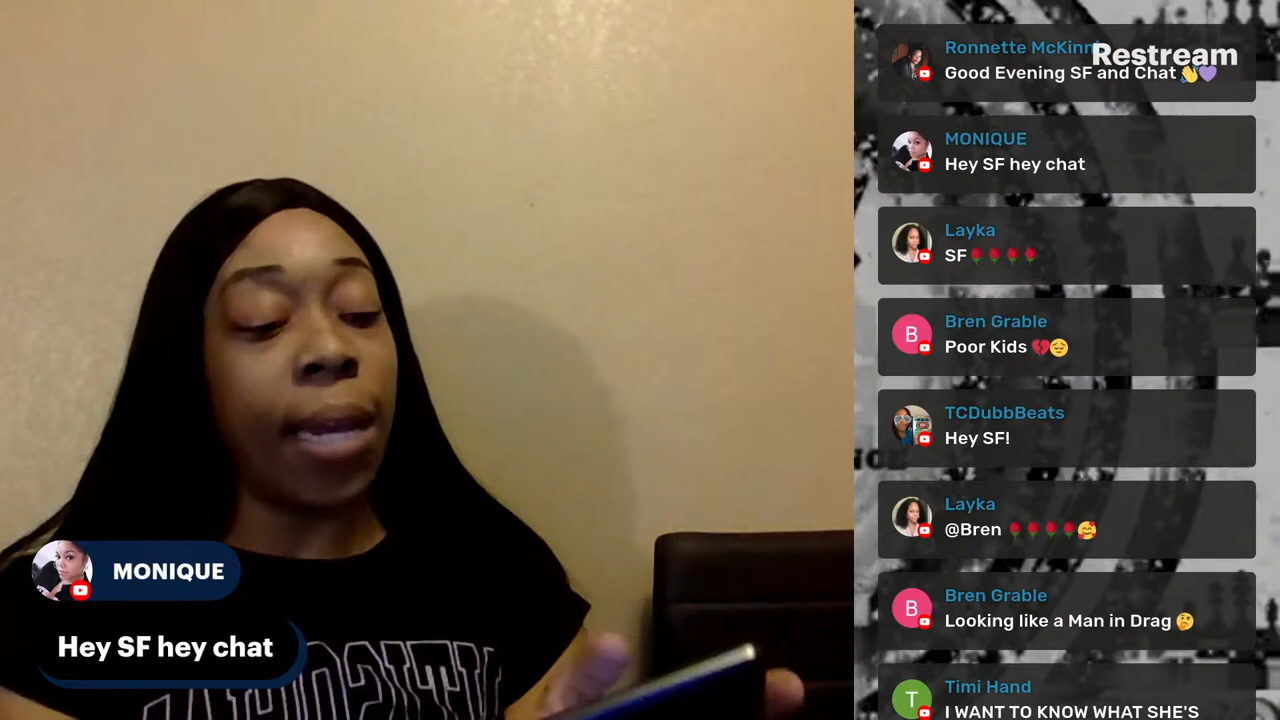 Ronnette McKinn
Restream
Good Evening SF and Chat 👋💜
MONIQUE
Hey SF hey chat
Layka
SF🌹🌹🌹🌹
B
Bren Grable
Poor Kids 💔😔
TCDubbBeats
Hey SF!
Layka
@Bren 🌹🌹🌹🌹🥰
B
Bren Grable
Looking like a Man in Drag 🤔
T
Timi Hand
I WANT TO KNOW WHAT SHE'S
MONIQUE
Hey SF hey chat